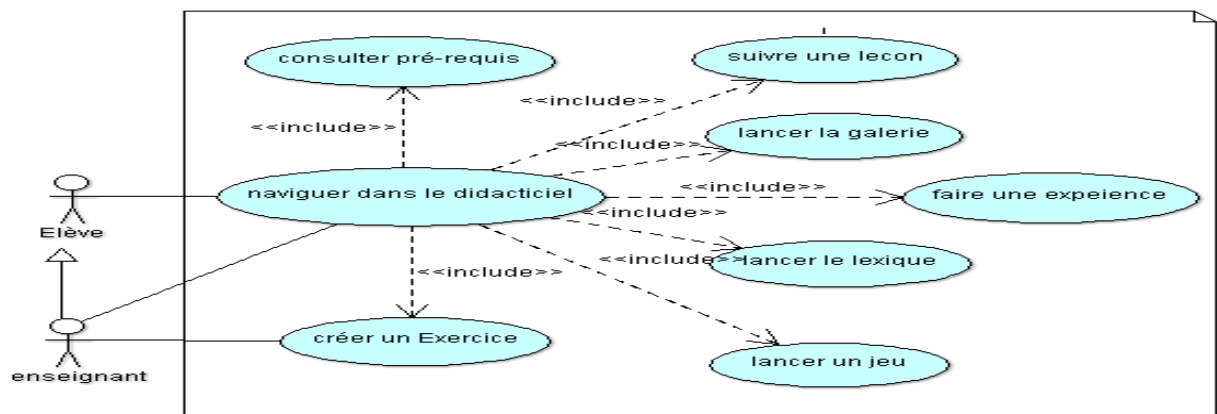 consulter pré-requis
suivre une lecon
<<include>>
<<include>>
lancer la galerie
<<include>>
naviguer dans le didacticiel
<<include>>
faire une expeience
<<include>>
Elève
<<include>>
lancer le lexique
<<include>>
créer un Exercice
lancer un jeu
enseignant